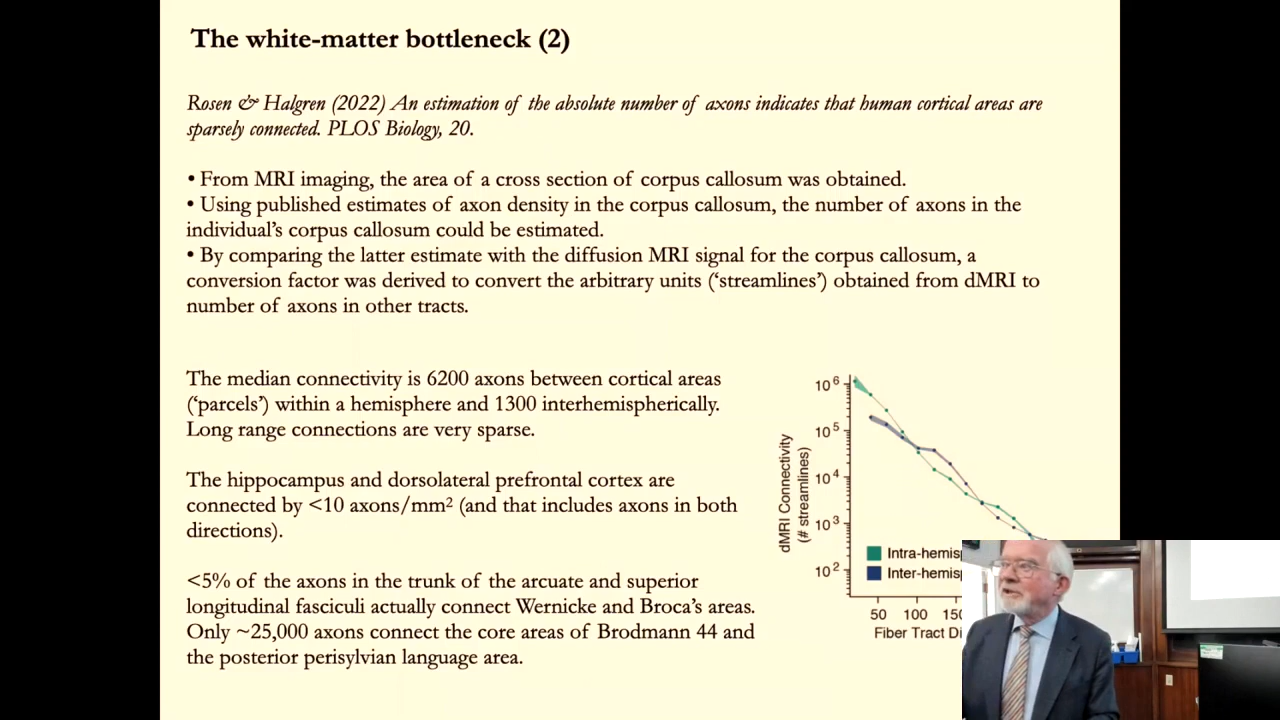 The white-matter bottleneck (2)
Rosen & Halgren (2022) An estimation of the absolute number of axons indicates that human cortical areas are
sparsely connected. PLOS Biology, 20.
• From MRI imaging, the area of a cross section of corpus callosum was obtained.
• Using published estimates of axon density in the corpus callosum, the number of axons in the
individual's corpus callosum could be estimated.
• By comparing the latter estimate with the diffusion MRI signal for the corpus callosum, a
conversion factor was derived to convert the arbitrary units ('streamlines') obtained from dMRI to
number of axons in other tracts.
The median connectivity is 6200 axons between cortical areas
('parcels') within a hemisphere and 1300 interhemispherically.
Long range connections are very sparse.
The hippocampus and dorsolateral prefrontal cortex are
connected by <10 axons/mm² (and that includes axons in both
directions).
<5% of the axons in the trunk of the arcuate and superior
longitudinal fasciculi actually connect Wernicke and Broca's areas.
Only ~25,000 axons connect the core areas of Brodmann 44 and
the posterior perisylvian language area.
dMRI Connectivity
(# streamlines)
10⁶
10⁵
10⁴
10³
10²
Intra-hemis
Inter-hemis
50 100 150
Fiber Tract Di